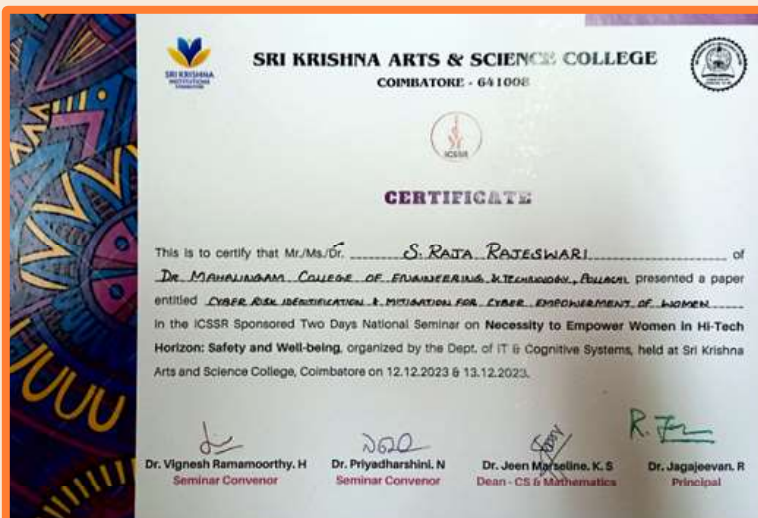 SRI KRISHNA
INSTITUTIONS
SRI KRISHNA ARTS & SCIENCE COLLEGE
COIMBATORE - 641008
ICSSR
CERTIFICATE
This is to certify that Mr./Ms./Dr. S. RAJA RAJESWARI of
DR MAHALINGAM COLLEGE OF ENGINEERING & TECHNOLOGY, POLLACHI presented a paper
entitled CYBER RISK IDENTIFICATION & MITIGATION FOR CYBER EMPOWERMENT OF WOMEN
in the ICSSR Sponsored Two Days National Seminar on Necessity to Empower Women in Hi-Tech
Horizon: Safety and Well-being, organized by the Dept. of IT & Cognitive Systems, held at Sri Krishna
Arts and Science College, Coimbatore on 12.12.2023 & 13.12.2023.
Dr. Vignesh Ramamoorthy. H Dr. Priyadharshini. N Dr. Jeen Marseline. K. S Dr. Jagajeevan. R
Seminar Convenor Seminar Convenor Dean - CS & Mathematics Principal